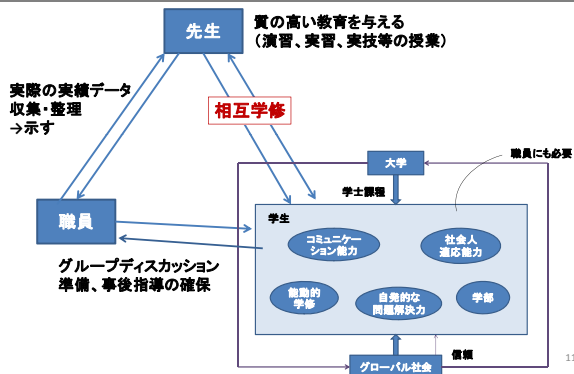 先生
質の高い教育を与える
（演習、実習、実技等の授業）
実際の実績データ
収集・整理
→示す
相互学修
大学
職員にも必要
学士課程
職員
学生
コミュニケー
ション能力
社会人
適応能力
グループディスカッション
準備、事後指導の確保
能動的
学修
自発的な
問題解決力
学部
信頼
グローバル社会
11